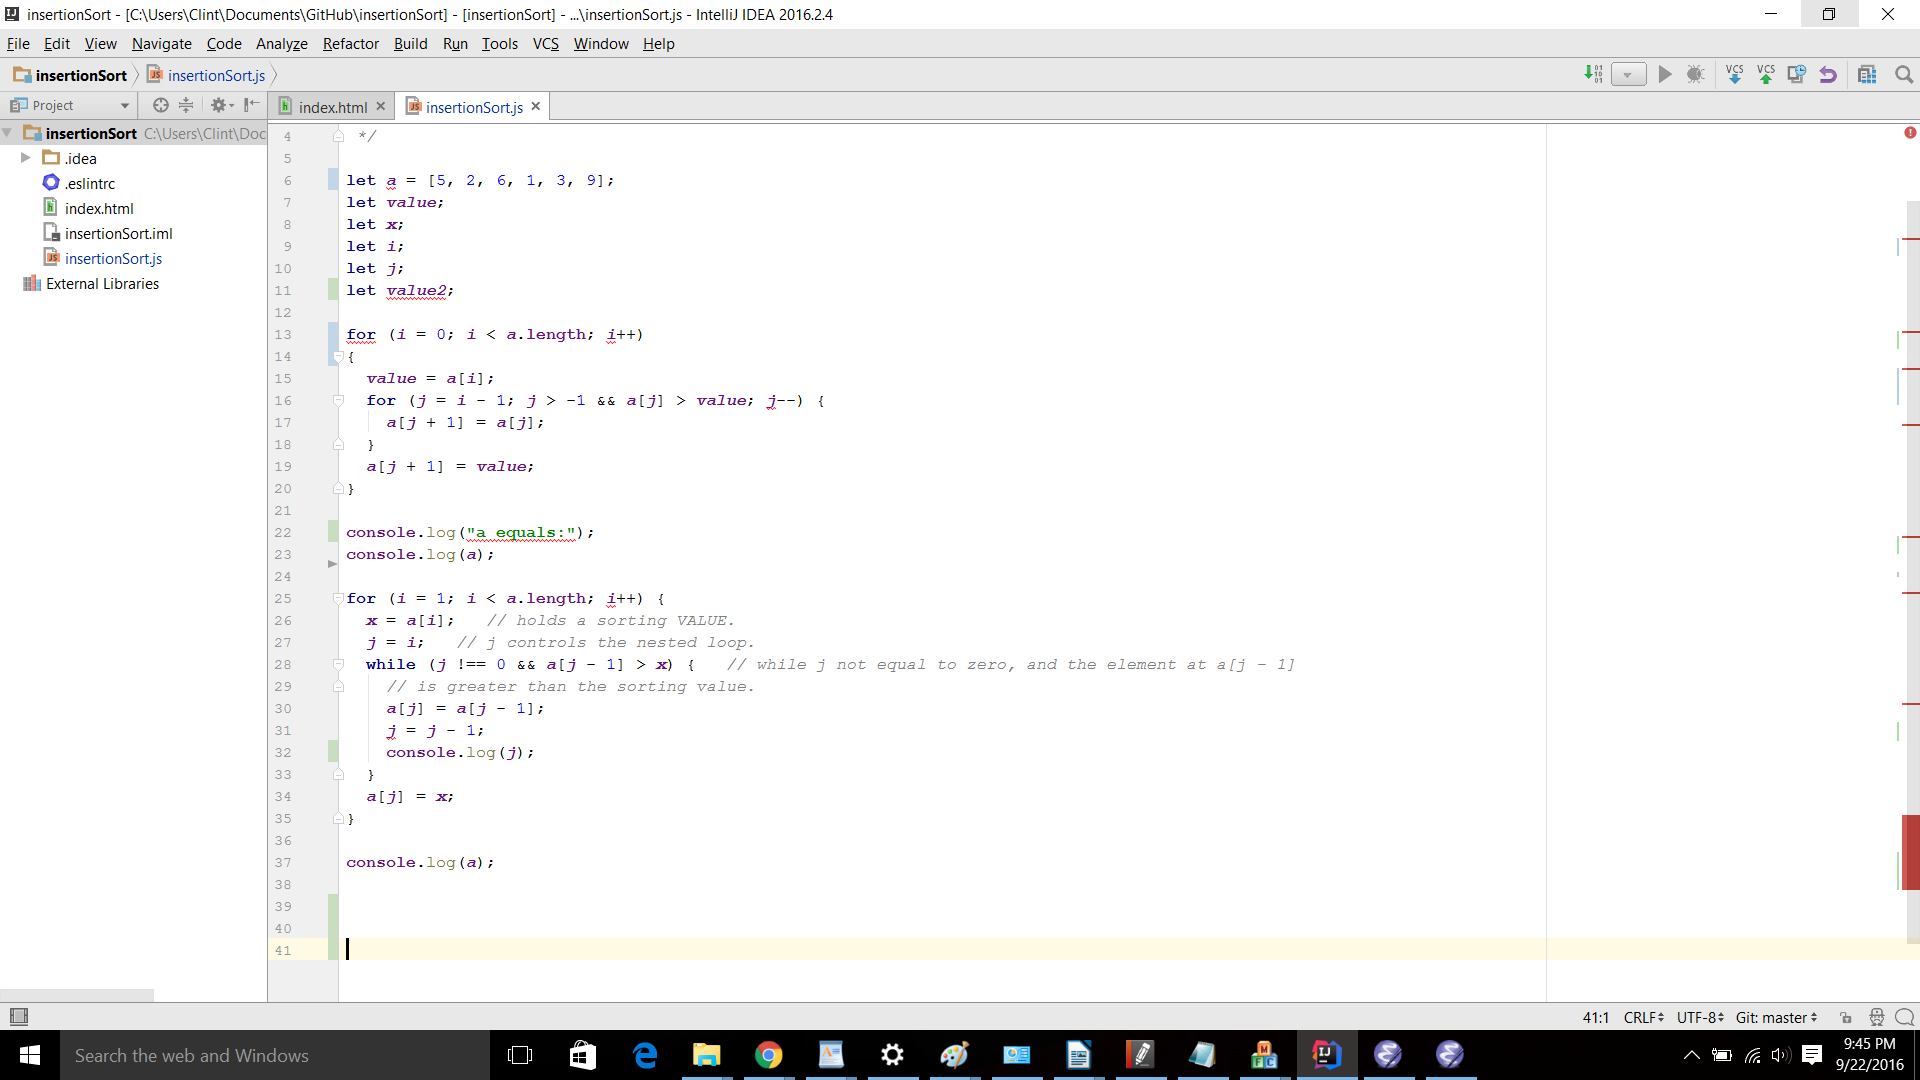 insertionSort - [C:\Users\Clint\Documents\GitHub\insertionSort] - [insertionSort] - ...\insertionSort.js - IntelliJ IDEA 2016.2.4
File Edit View Navigate Code Analyze Refactor Build Run Tools VCS Window Help
insertionSort insertionSort.js
VCS VCS
Project
index.html insertionSort.js
insertionSort C:\Users\Clint\Doc
.idea
.eslintrc
index.html
insertionSort.iml
insertionSort.js
External Libraries
4 */
5
6 let a = [5, 2, 6, 1, 3, 9];
7 let value;
8 let x;
9 let i;
10 let j;
11 let value2;
12
13 for (i = 0; i < a.length; i++)
14 {
15 value = a[i];
16 for (j = i - 1; j > -1 && a[j] > value; j--) {
17 a[j + 1] = a[j];
18 }
19 a[j + 1] = value;
20 }
21
22 console.log("a equals:");
23 console.log(a);
24
25 for (i = 1; i < a.length; i++) {
26 x = a[i]; // holds a sorting VALUE.
27 j = i; // j controls the nested loop.
28 while (j !== 0 && a[j - 1] > x) { // while j not equal to zero, and the element at a[j - 1]
29 // is greater than the sorting value.
30 a[j] = a[j - 1];
31 j = j - 1;
32 console.log(j);
33 }
34 a[j] = x;
35 }
36
37 console.log(a);
38
39
40
41
41:1 CRLF UTF-8 Git: master
Search the web and Windows
9:45 PM
9/22/2016